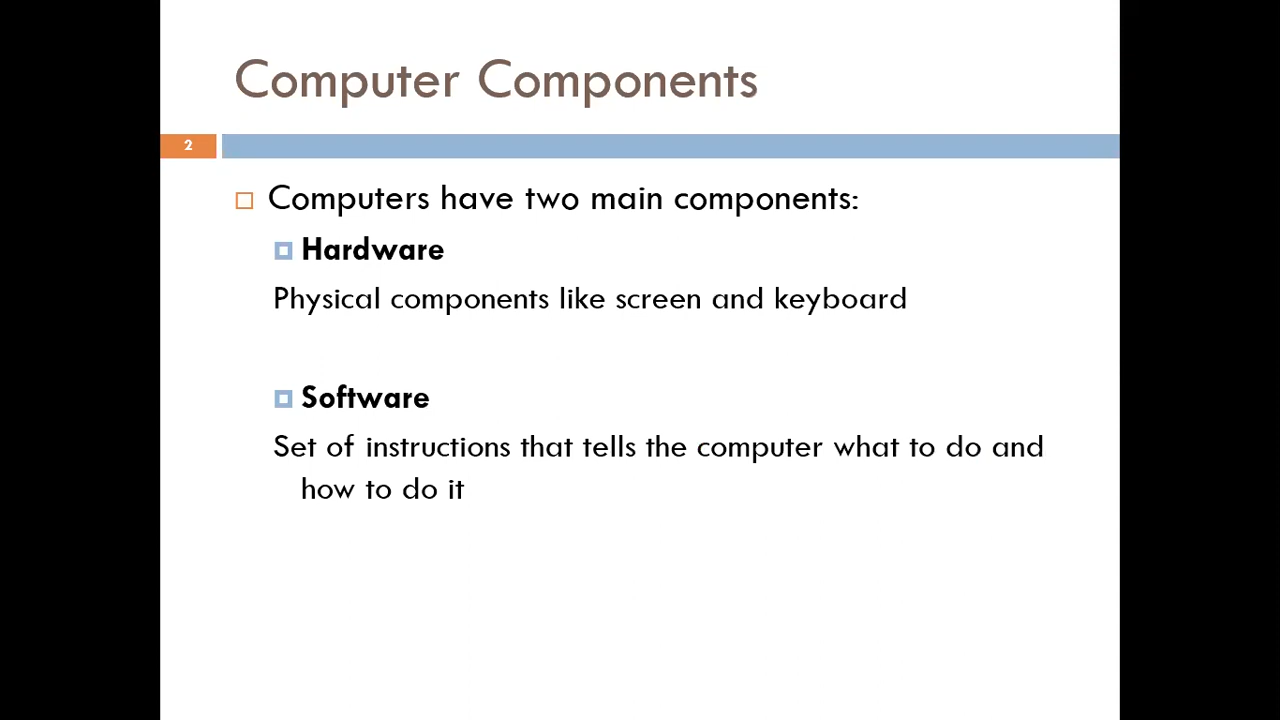 Computer Components
2
Computers have two main components:
Hardware
Physical components like screen and keyboard
Software
Set of instructions that tells the computer what to do and
how to do it